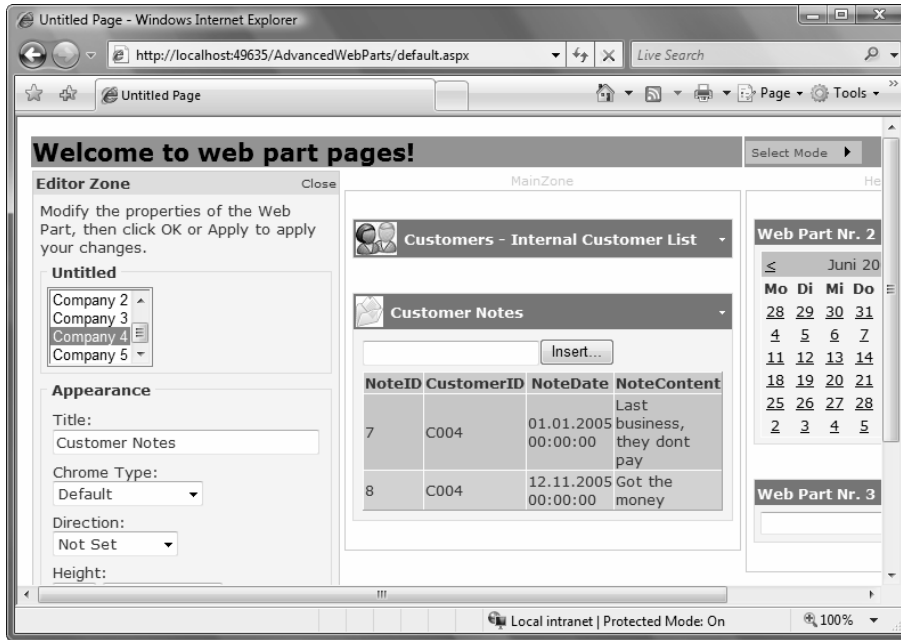 Untitled Page - Windows Internet Explorer
http://localhost:49635/AdvancedWebParts/default.aspx
Live Search
Untitled Page
Page
Tools
Welcome to web part pages!
Select Mode
Editor Zone
Close
Modify the properties of the Web
Part, then click OK or Apply to apply
your changes.
Untitled
Company 2
Company 3
Company 4
Company 5
Appearance
Title:
Customer Notes
Chrome Type:
Default
Direction:
Not Set
Height:
MainZone
Customers - Internal Customer List
Customer Notes
Insert...
NoteID CustomerID NoteDate NoteContent
7 C004 01.01.2005 00:00:00 Last business, they dont pay
8 C004 12.11.2005 00:00:00 Got the money
He
Web Part Nr. 2
< Juni 20
Mo Di Mi Do
28 29 30 31
4 5 6 7
11 12 13 14
18 19 20 21
25 26 27 28
2 3 4 5
Web Part Nr. 3
Local intranet | Protected Mode: On
100%